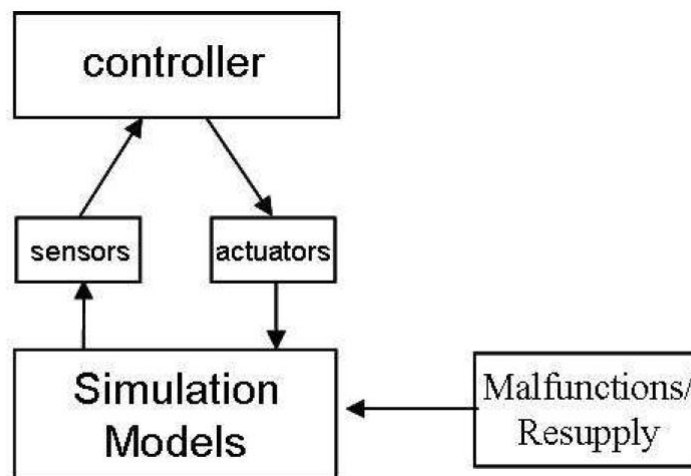 controller
sensors
actuators
Simulation
Models
Malfunctions/
Resupply